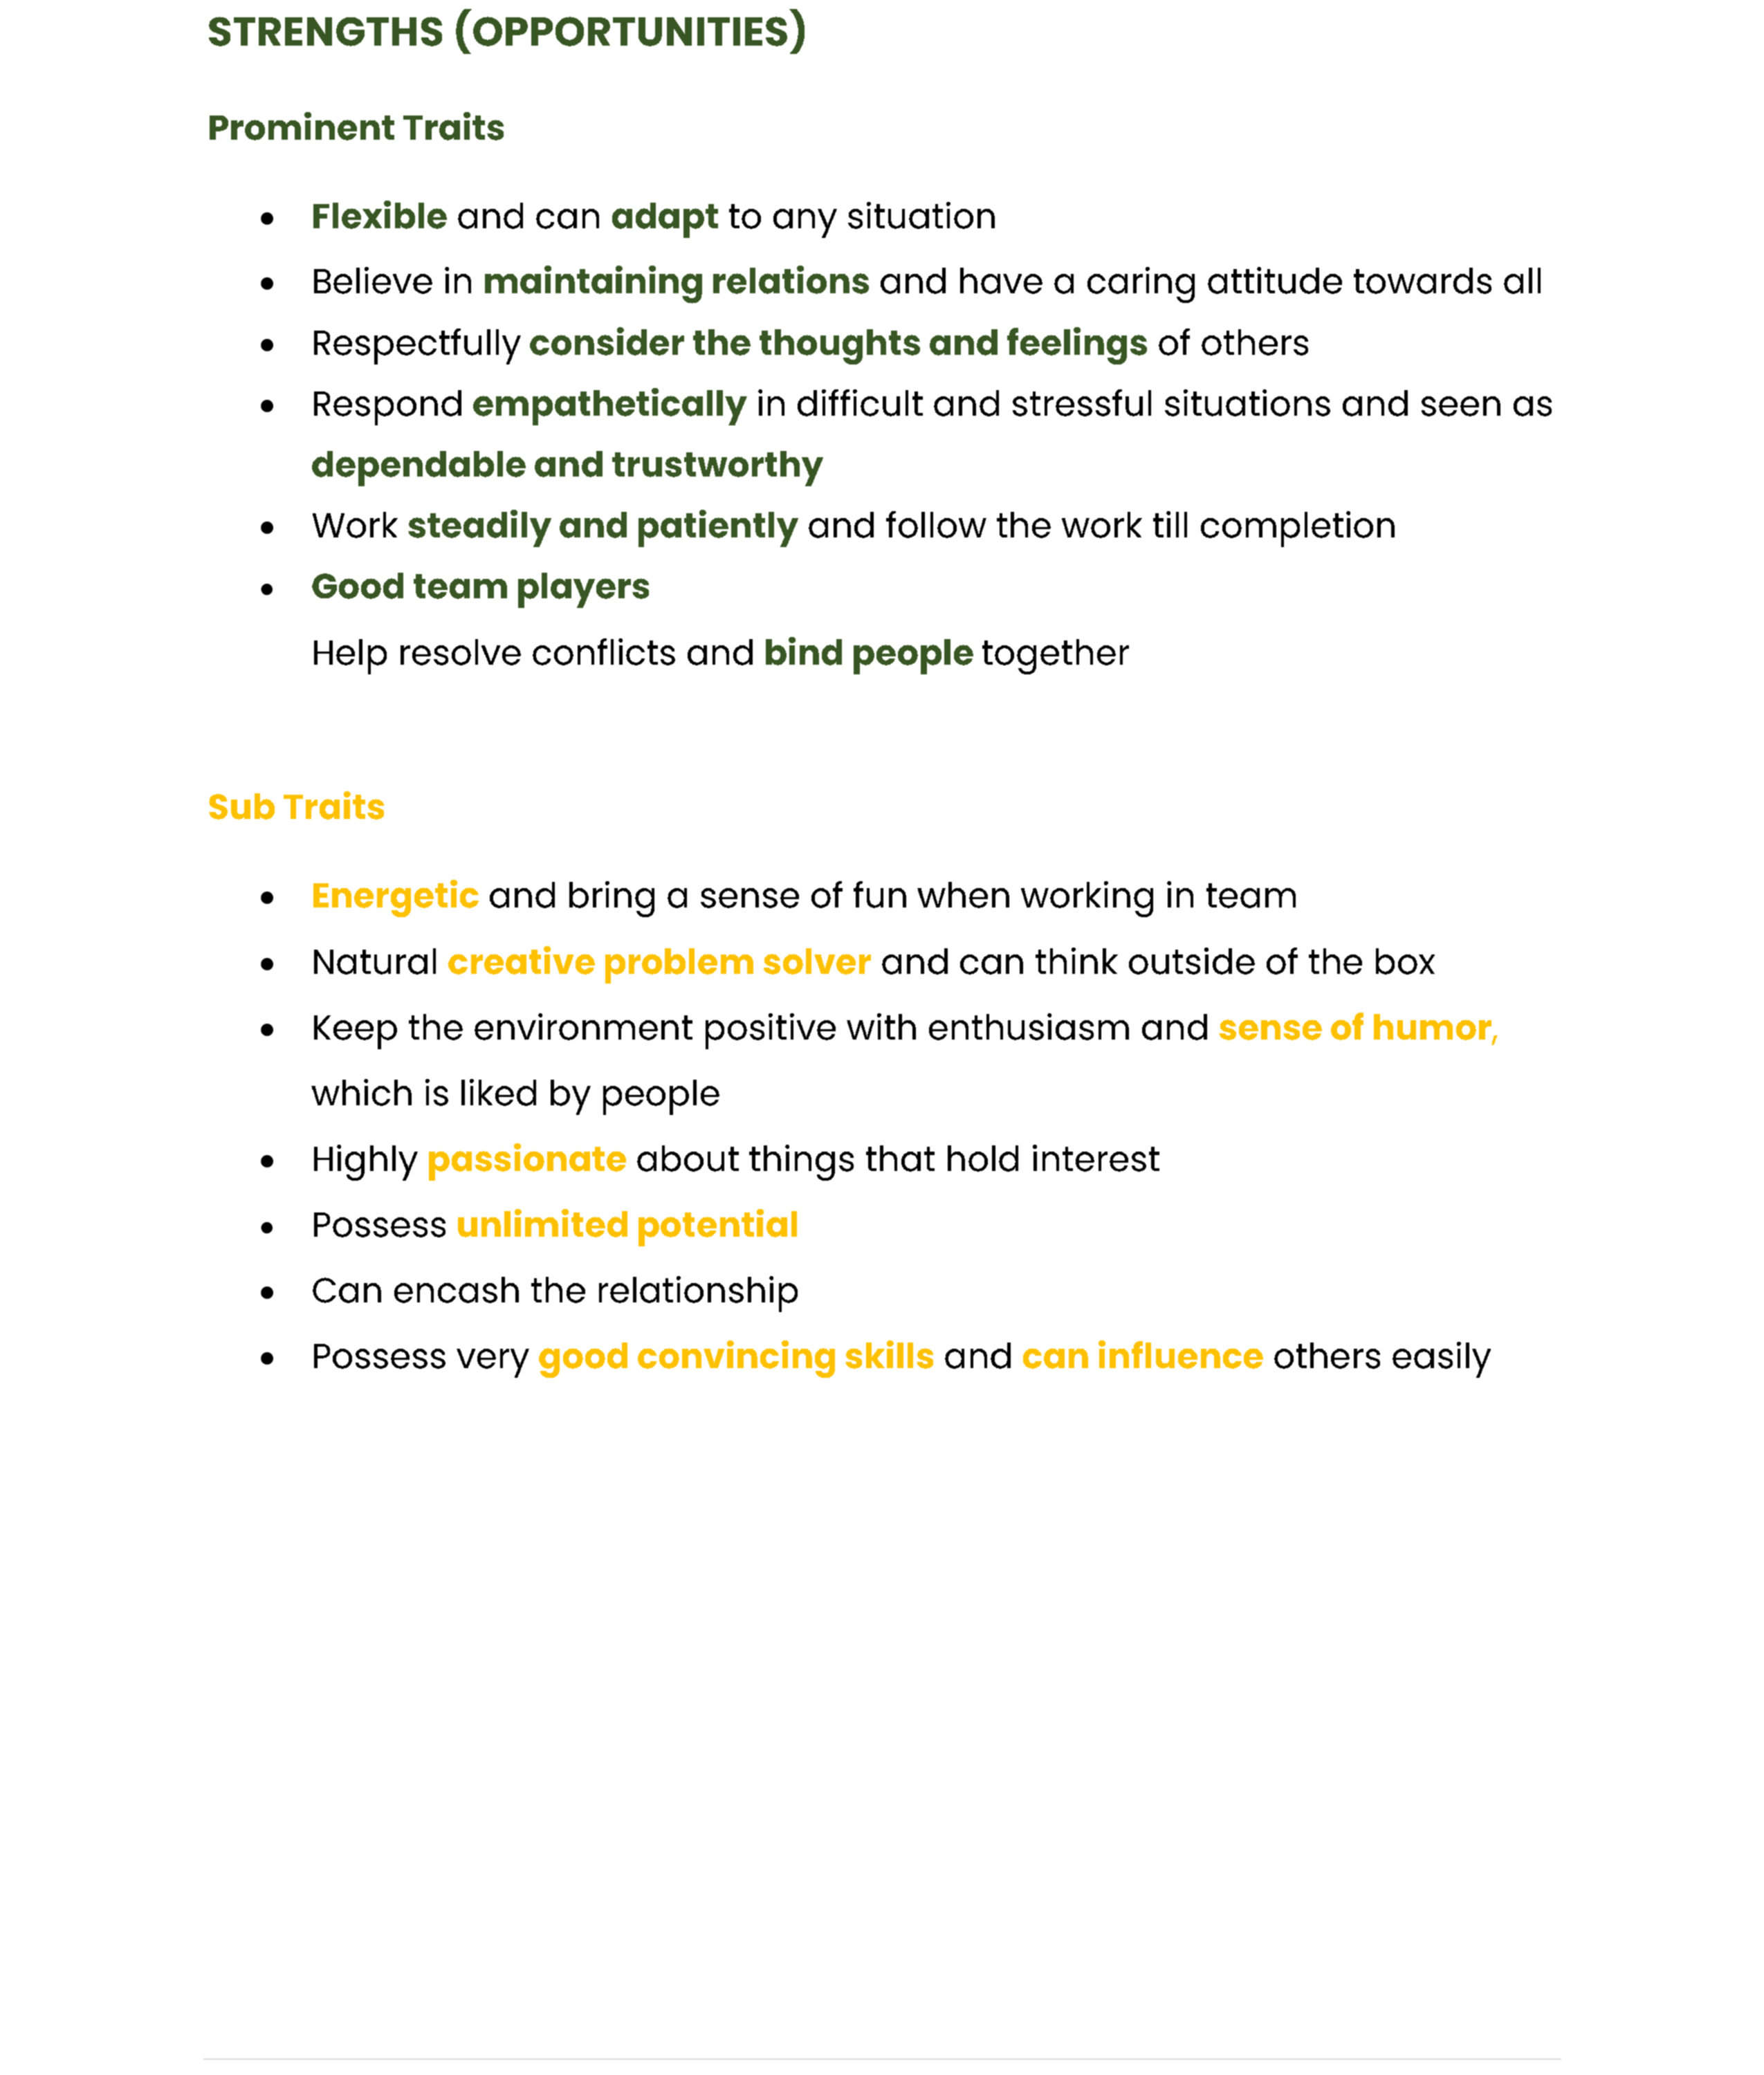 STRENGTHS (OPPORTUNITIES)
Prominent Traits
• Flexible and can adapt to any situation
• Believe in maintaining relations and have a caring attitude towards all
• Respectfully consider the thoughts and feelings of others
• Respond empathetically in difficult and stressful situations and seen as
dependable and trustworthy
• Work steadily and patiently and follow the work till completion
• Good team players
Help resolve conflicts and bind people together
Sub Traits
• Energetic and bring a sense of fun when working in team
• Natural creative problem solver and can think outside of the box
• Keep the environment positive with enthusiasm and sense of humor,
which is liked by people
• Highly passionate about things that hold interest
• Possess unlimited potential
• Can encash the relationship
• Possess very good convincing skills and can influence others easily